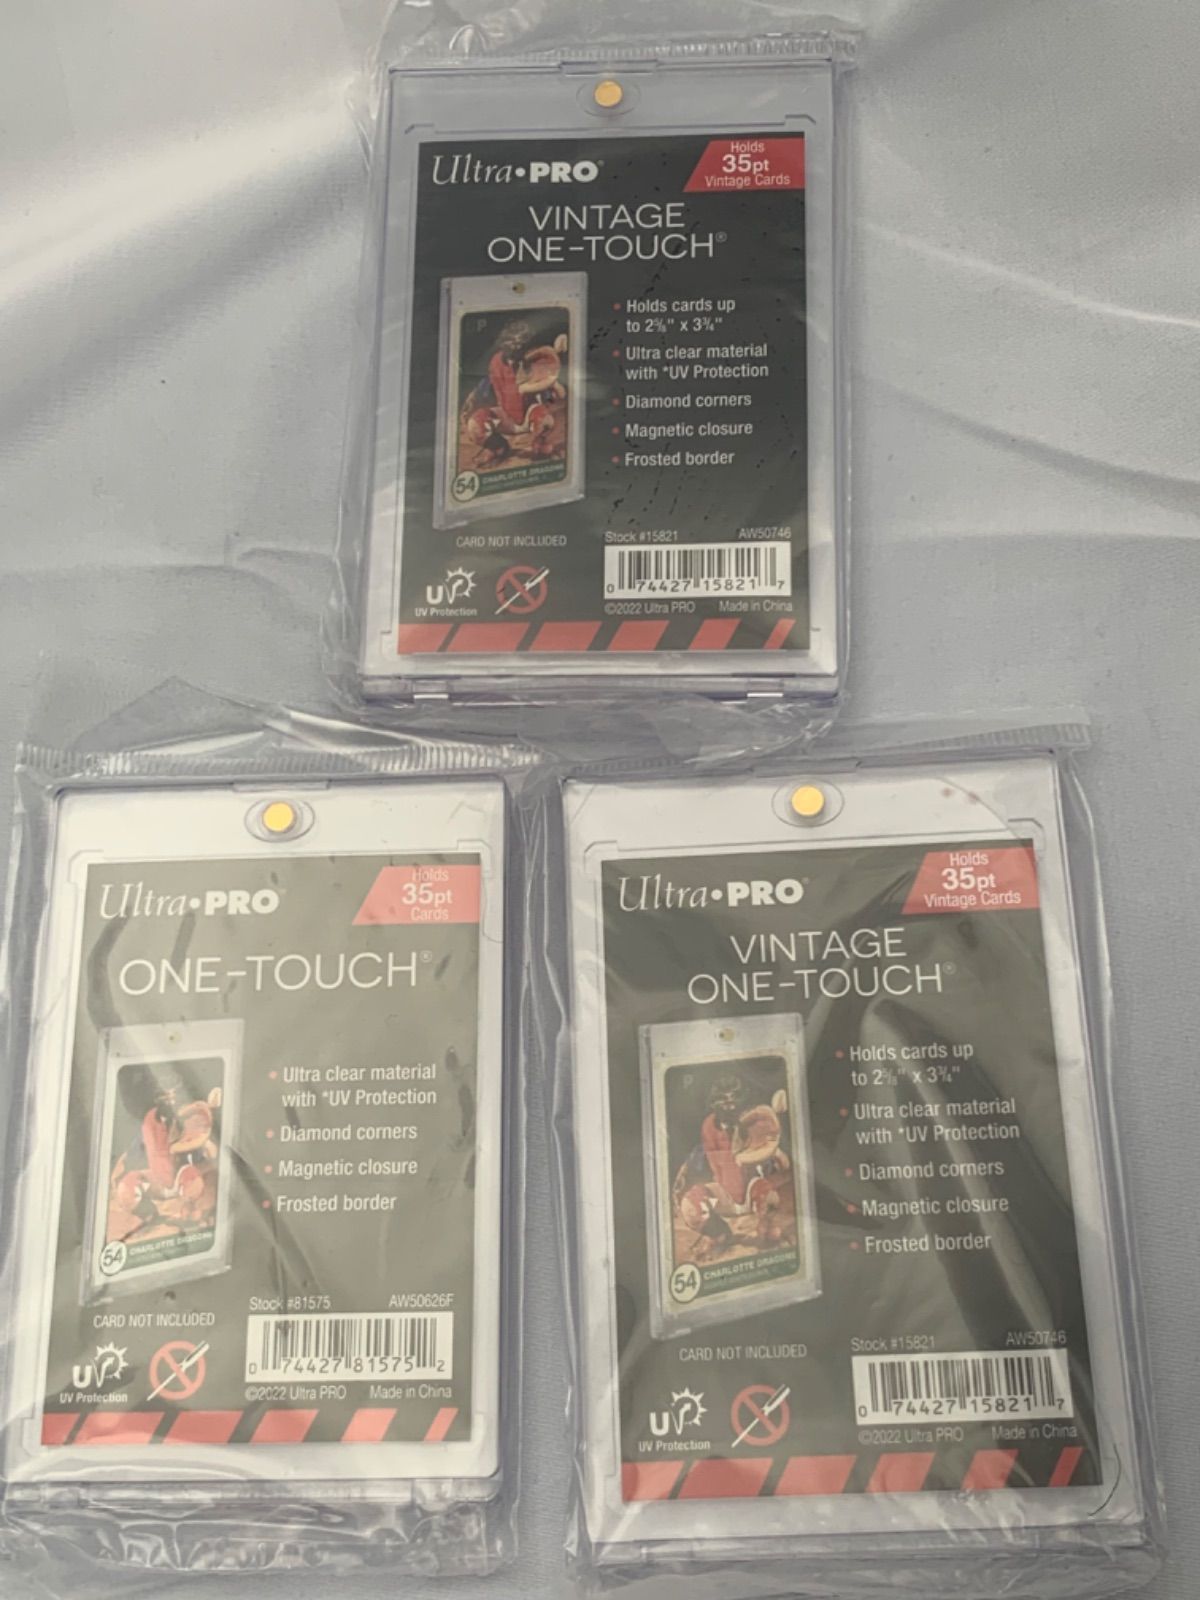 Ultra•PRO®
Holds
35pt
Vintage Cards
VINTAGE
ONE-TOUCH®
• Holds cards up
to 2⅝" x 3¾"
• Ultra clear material
with *UV Protection
• Diamond corners
• Magnetic closure
• Frosted border
P
54 CHARLOTTE DRAGONS
CARD NOT INCLUDED
Stock #15821 AW50746
0 74427 15821 7
UV Protection
©2022 Ultra PRO Made in China
Ultra•PRO
Holds
35pt
Cards
ONE-TOUCH®
• Ultra clear material
with *UV Protection
• Diamond corners
• Magnetic closure
• Frosted border
54 CHARLOTTE DRAGONS
CARD NOT INCLUDED
Stock #81575 AW50626F
0 74427 81575 2
UV Protection
©2022 Ultra PRO Made in China
Ultra•PRO®
Holds
35pt
Vintage Cards
VINTAGE
ONE-TOUCH®
• Holds cards up
to 2⅝" x 3¾"
• Ultra clear material
with *UV Protection
• Diamond corners
• Magnetic closure
• Frosted border
P
54 CHARLOTTE DRAGONS
CARD NOT INCLUDED
Stock #15821 AW50746
0 74427 15821 7
UV Protection
©2022 Ultra PRO Made in China